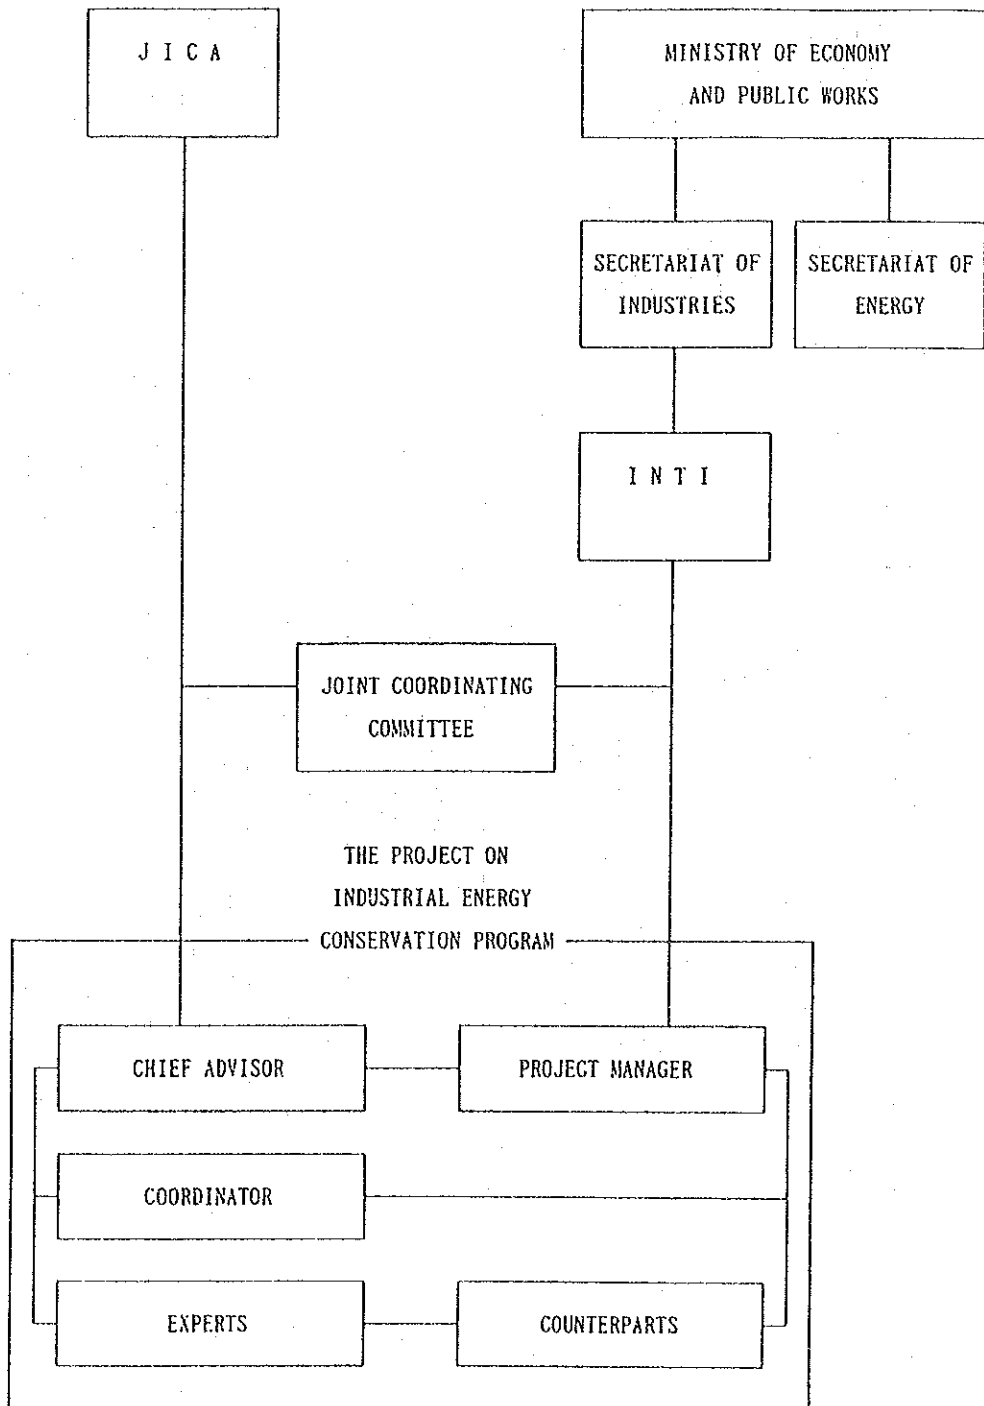 J I C A
MINISTRY OF ECONOMY
AND PUBLIC WORKS
SECRETARIAT OF
INDUSTRIES
SECRETARIAT OF
ENERGY
I N T I
JOINT COORDINATING
COMMITTEE
THE PROJECT ON
INDUSTRIAL ENERGY
CONSERVATION PROGRAM
CHIEF ADVISOR
PROJECT MANAGER
COORDINATOR
EXPERTS
COUNTERPARTS